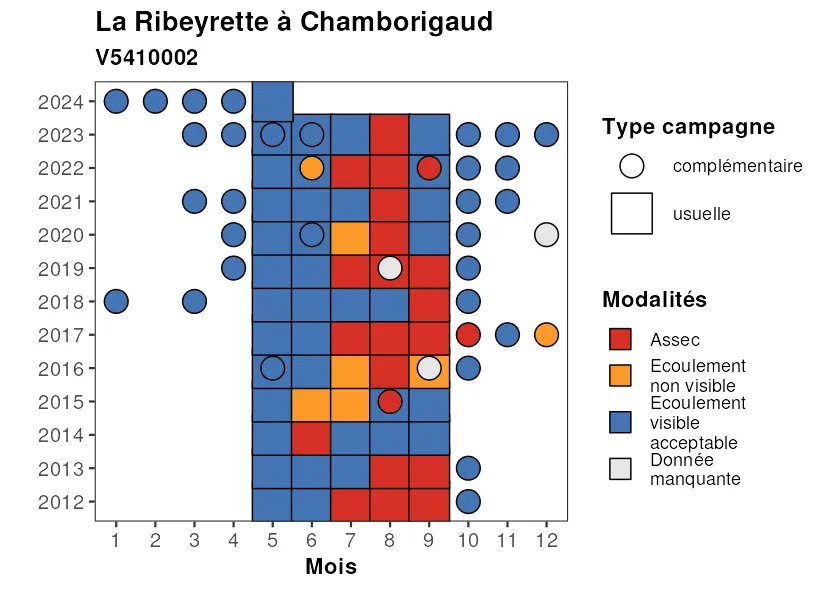 La Ribeyrette à Chamborigaud
V5410002
2024
2023
2022
2021
2020
2019
2018
2017
2016
2015
2014
2013
2012
1 2 3 4 5 6 7 8 9 10 11 12
Mois
Type campagne
complémentaire
usuelle
Modalités
Assec
Ecoulement
non visible
Ecoulement
visible
acceptable
Donnée
manquante